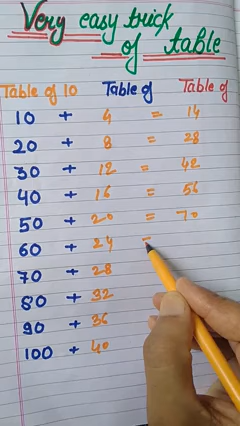 Very easy trick
of table
Table of 10 Table of Table of
10 + 4 = 14
20 + 8 = 28
30 + 12 = 42
40 + 16 = 56
50 + 20 = 70
60 + 24 =
70 + 28
80 + 32
90 + 36
100 + 40